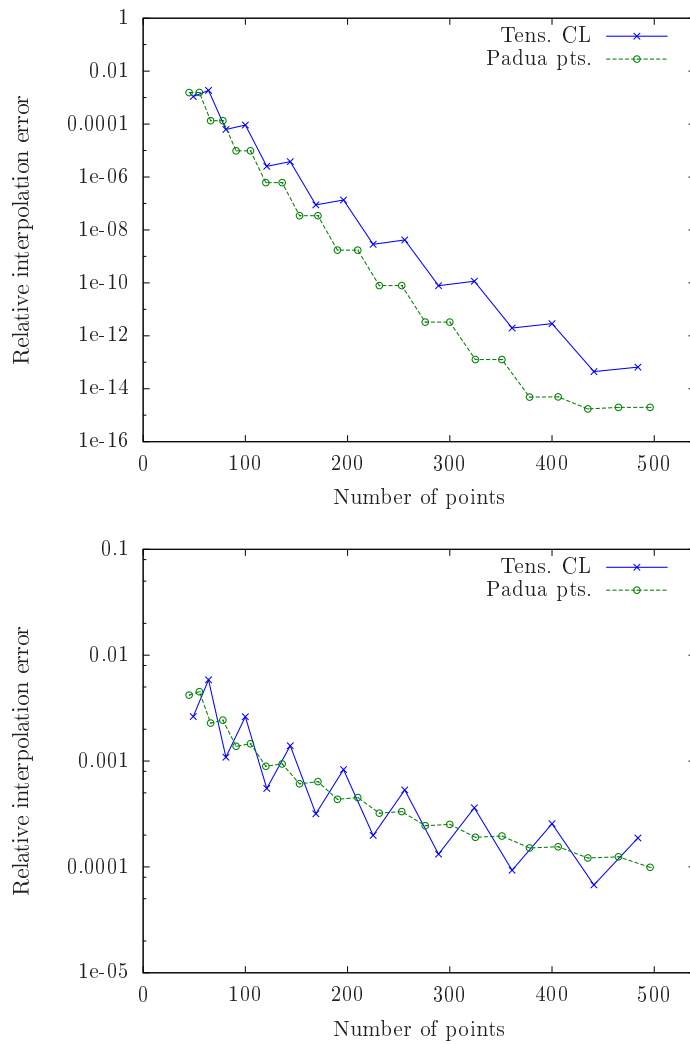 1
0.01
0.0001
1e-06
1e-08
1e-10
1e-12
1e-14
1e-16
Relative interpolation error
Tens. CL
Padua pts.
0 100 200 300 400 500
Number of points
0.1
0.01
0.001
0.0001
1e-05
Relative interpolation error
Tens. CL
Padua pts.
0 100 200 300 400 500
Number of points